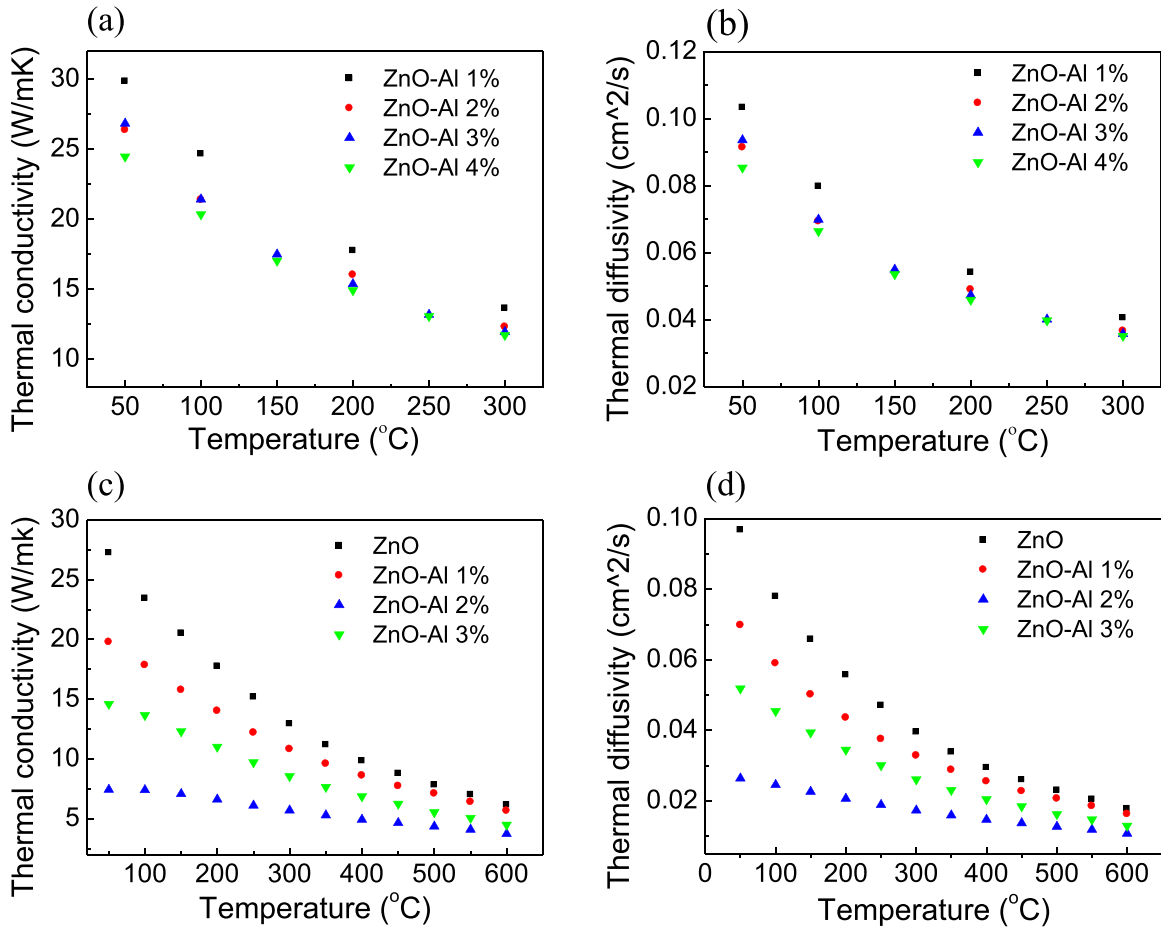 (a)
Thermal conductivity (W/mK)
30
25
20
15
10
ZnO-Al 1%
ZnO-Al 2%
ZnO-Al 3%
ZnO-Al 4%
50 100 150 200 250 300
Temperature (°C)
(b)
Thermal diffusivity (cm^2/s)
0.12
0.10
0.08
0.06
0.04
0.02
ZnO-Al 1%
ZnO-Al 2%
ZnO-Al 3%
ZnO-Al 4%
50 100 150 200 250 300
Temperature (°C)
(c)
Thermal conductivity (W/mK)
30
25
20
15
10
5
ZnO
ZnO-Al 1%
ZnO-Al 2%
ZnO-Al 3%
100 200 300 400 500 600
Temperature (°C)
(d)
Thermal diffusivity (cm^2/s)
0.10
0.08
0.06
0.04
0.02
ZnO
ZnO-Al 1%
ZnO-Al 2%
ZnO-Al 3%
0 100 200 300 400 500 600
Temperature (°C)